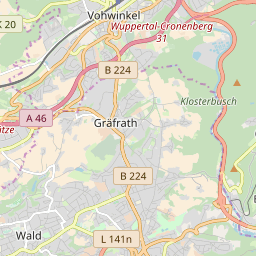 K 20
Vohwinkel
Wuppertal-Cronenberg
31
B 224
Klosterbusch
A 46
Gräfrath
B 224
Wald
L 141n